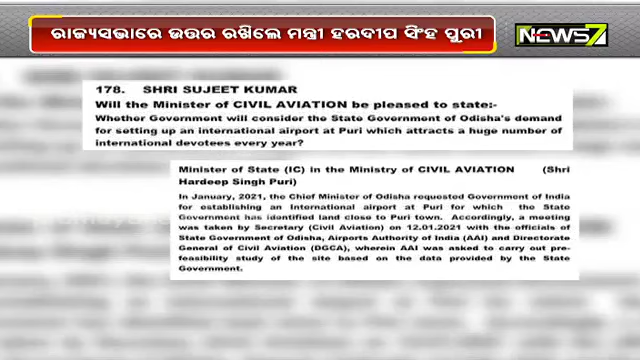 ରାଜ୍ୟସଭାରେ ଉତ୍ତର ରଖିଲେ ମନ୍ତ୍ରୀ ହରଦୀପ ସିଂହ ପୁରୀ
NEWS7
178. SHRI SUJEET KUMAR
Will the Minister of CIVIL AVIATION be pleased to state:-
Whether Government will consider the State Government of Odisha's demand
for setting up an international airport at Puri which attracts a huge number of
international devotees every year?
Minister of State (IC) in the Ministry of CIVIL AVIATION (Shri
Hardeep Singh Puri)
In January, 2021, the Chief Minister of Odisha requested Government of India
for establishing an International airport at Puri for which the State
Government has identified land close to Puri town. Accordingly, a meeting
was taken by Secretary (Civil Aviation) on 12.01.2021 with the officials of
State Government of Odisha, Airports Authority of India (AAI) and Directorate
General of Civil Aviation (DGCA), wherein AAI was asked to carry out pre-
feasibility study of the site based on the data provided by the State
Government.